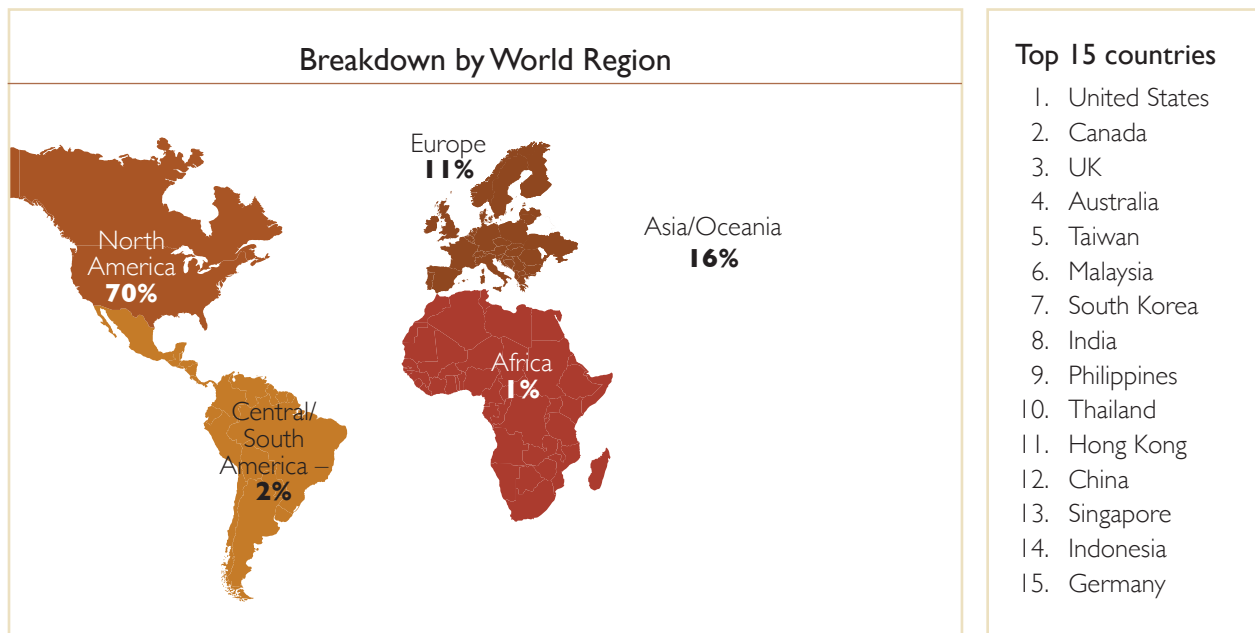 Breakdown by World Region
Europe
11%
Asia/Oceania
16%
North
America
70%
Africa
1%
Central/
South
America –
2%
Top 15 countries
1. United States
2. Canada
3. UK
4. Australia
5. Taiwan
6. Malaysia
7. South Korea
8. India
9. Philippines
10. Thailand
11. Hong Kong
12. China
13. Singapore
14. Indonesia
15. Germany